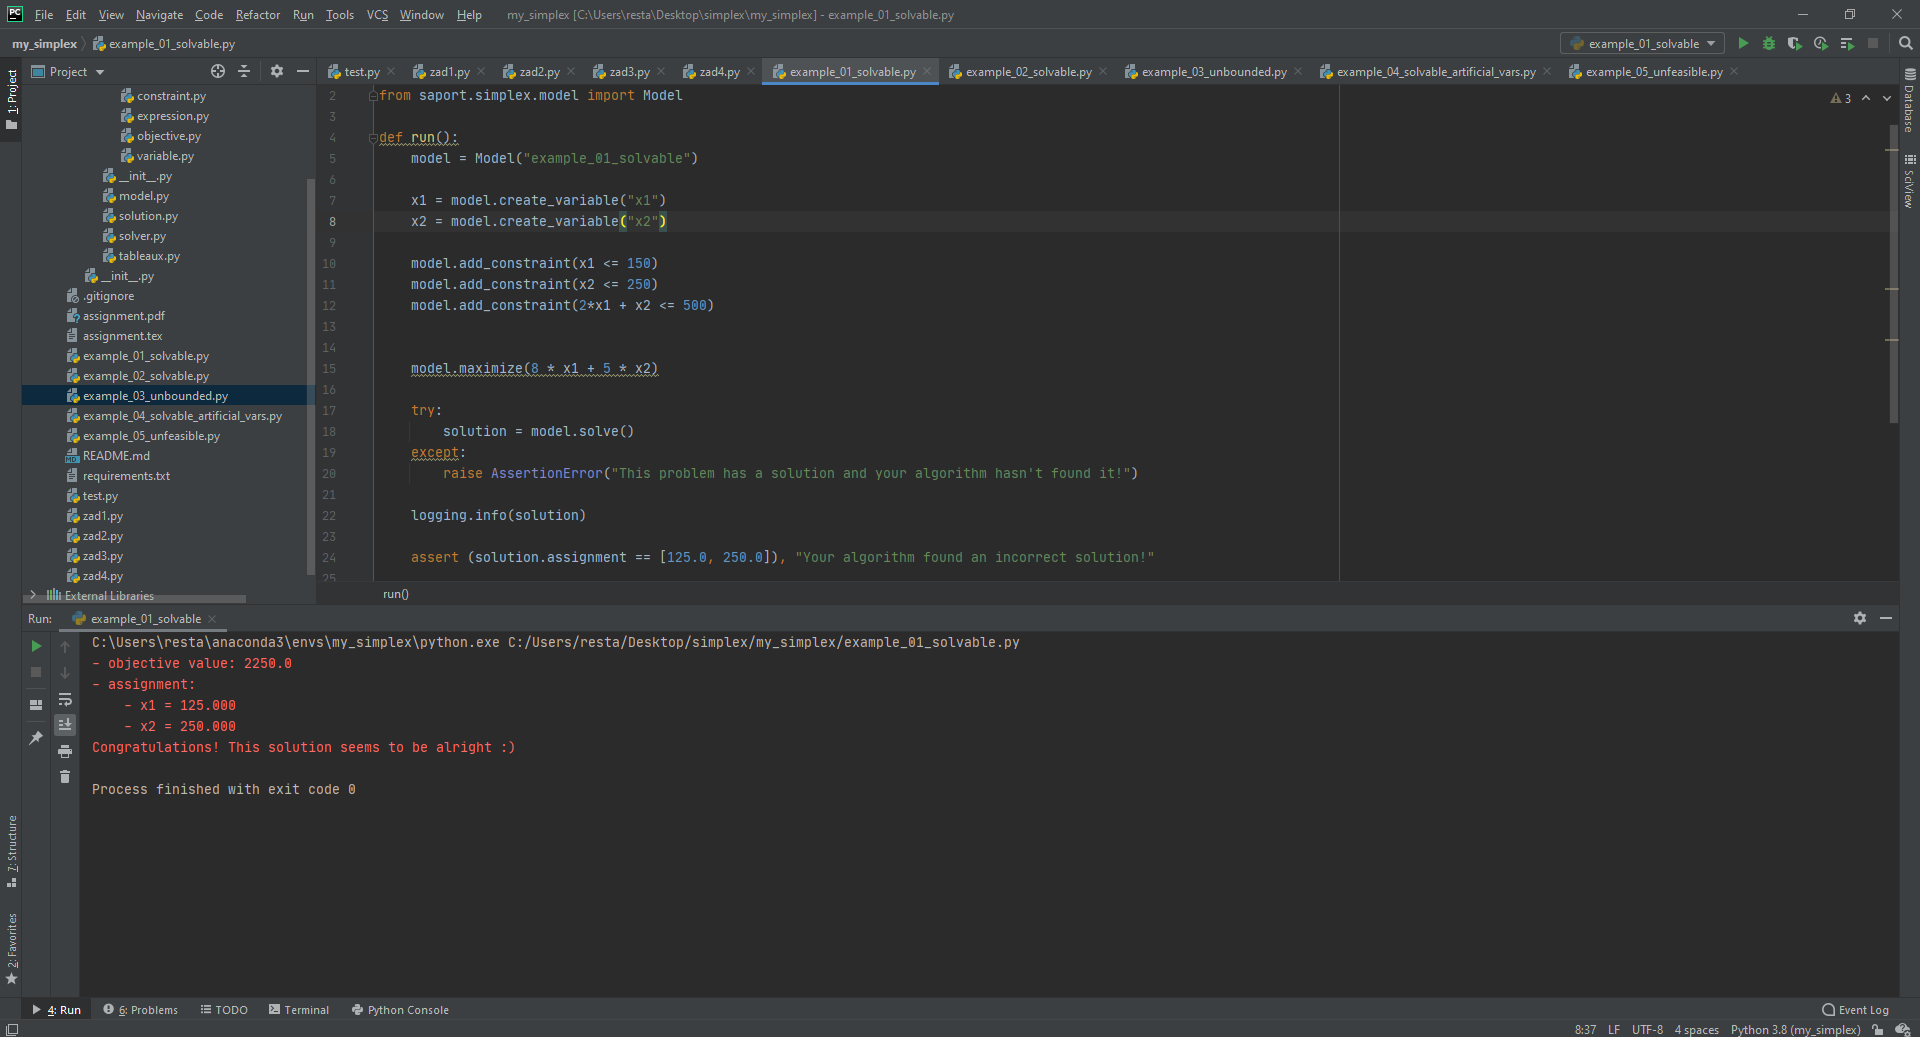 PC File Edit View Navigate Code Refactor Run Tools VCS Window Help my_simplex [C:\Users\resta\Desktop\simplex\my_simplex] - example_01_solvable.py
my_simplex example_01_solvable.py
example_01_solvable
1: Project
Project
test.py zad1.py zad2.py zad3.py zad4.py example_01_solvable.py example_02_solvable.py example_03_unbounded.py example_04_solvable_artificial_vars.py example_05_unfeasible.py
constraint.py
expression.py
objective.py
variable.py
__init__.py
model.py
solution.py
solver.py
tableaux.py
__init__.py
.gitignore
assignment.pdf
assignment.tex
example_01_solvable.py
example_02_solvable.py
example_03_unbounded.py
example_04_solvable_artificial_vars.py
example_05_unfeasible.py
README.md
requirements.txt
test.py
zad1.py
zad2.py
zad3.py
zad4.py
External Libraries
2 from saport.simplex.model import Model
3
4 def run():
5 model = Model("example_01_solvable")
6
7 x1 = model.create_variable("x1")
8 x2 = model.create_variable("x2")
9
10 model.add_constraint(x1 <= 150)
11 model.add_constraint(x2 <= 250)
12 model.add_constraint(2*x1 + x2 <= 500)
13
14
15 model.maximize(8 * x1 + 5 * x2)
16
17 try:
18 solution = model.solve()
19 except:
20 raise AssertionError("This problem has a solution and your algorithm hasn't found it!")
21
22 logging.info(solution)
23
24 assert (solution.assignment == [125.0, 250.0]), "Your algorithm found an incorrect solution!"
25
run()
3
Database
SciView
Run: example_01_solvable
C:\Users\resta\anaconda3\envs\my_simplex\python.exe C:/Users/resta/Desktop/simplex/my_simplex/example_01_solvable.py
- objective value: 2250.0
- assignment:
- x1 = 125.000
- x2 = 250.000
Congratulations! This solution seems to be alright :)
Process finished with exit code 0
7: Structure
2: Favorites
4: Run 6: Problems TODO Terminal Python Console Event Log
8:37 LF UTF-8 4 spaces Python 3.8 (my_simplex)